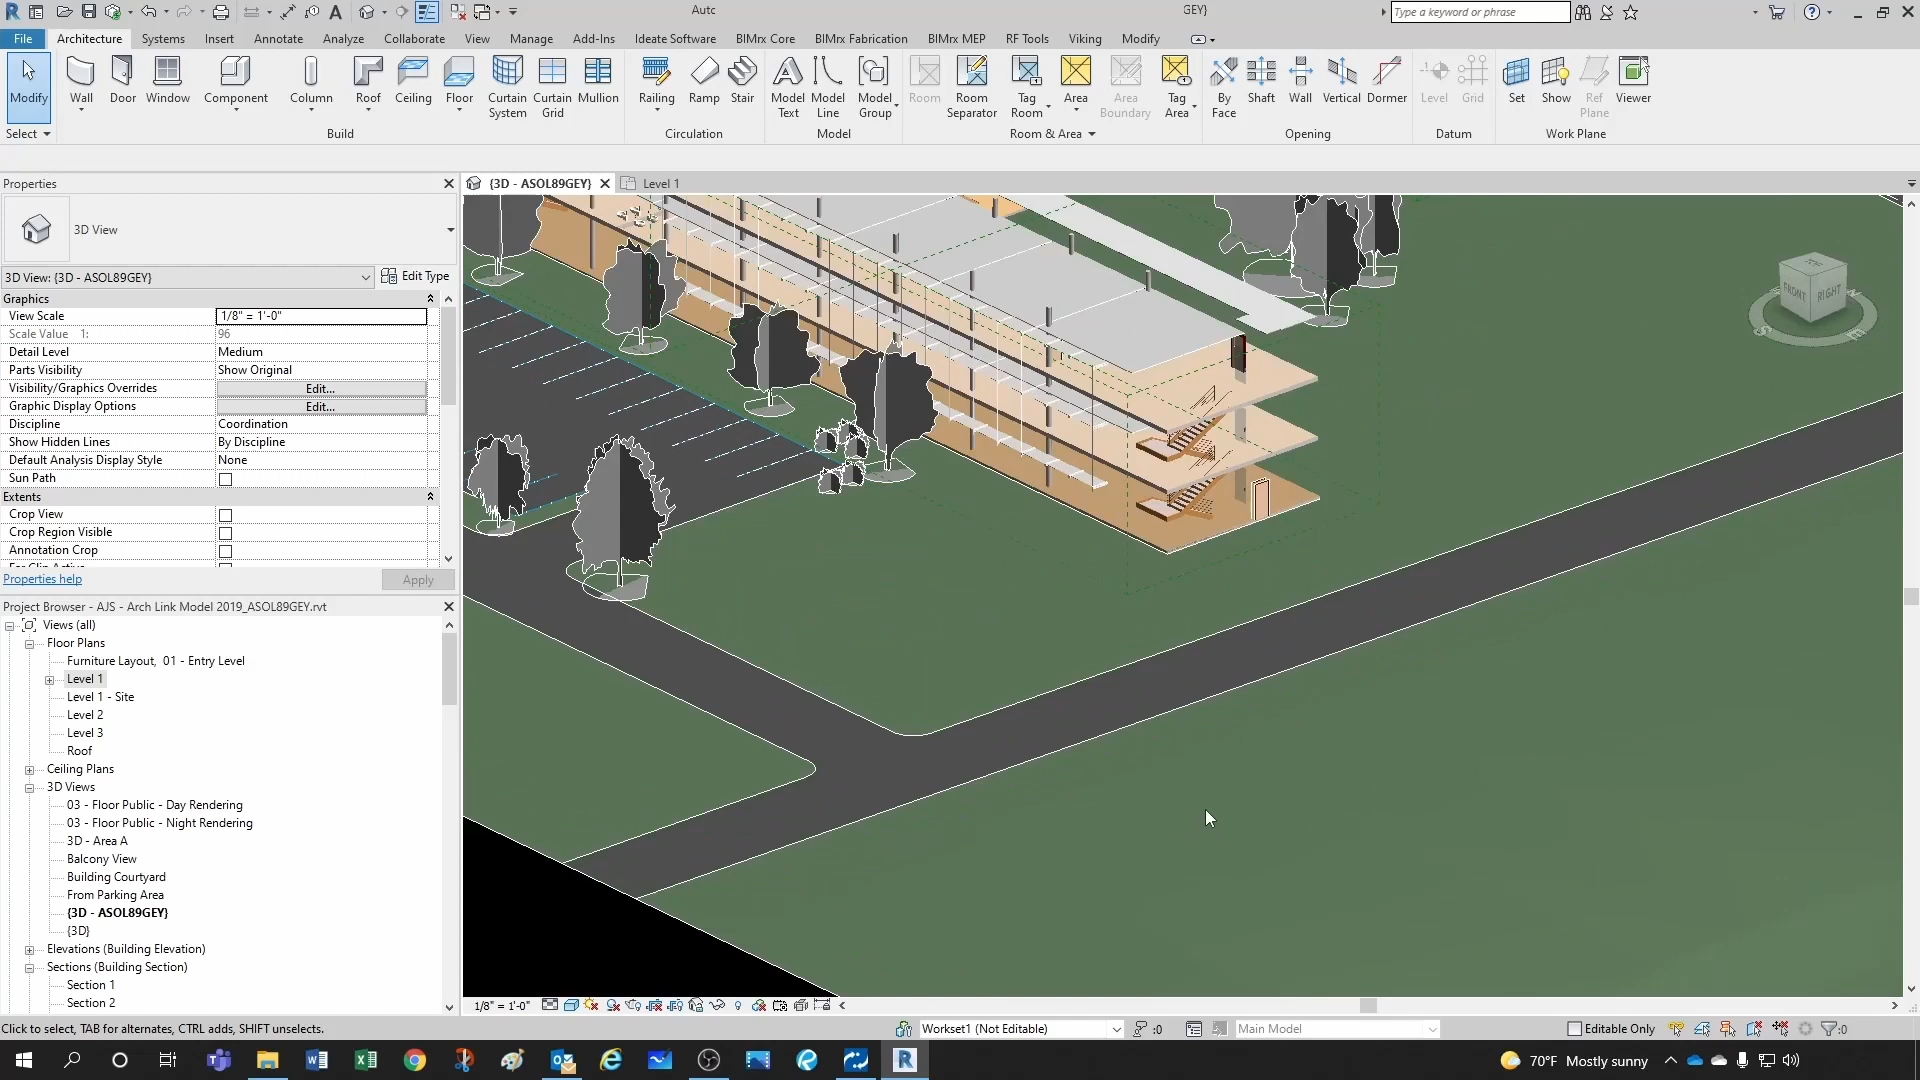 Autc
GEY}
Type a keyword or phrase
File Architecture Systems Insert Annotate Analyze Collaborate View Manage Add-Ins Ideate Software BIMrx Core BIMrx Fabrication BIMrx MEP RF Tools Viking Modify
Modify Wall Door Window Component Column Roof Ceiling Floor Curtain System Curtain Grid Mullion Railing Ramp Stair Model Text Model Line Model Group Room Room Separator Tag Room Area Area Boundary Tag Area By Face Shaft Wall Vertical Dormer Level Grid Set Show Ref Plane Viewer
Select Build Circulation Model Room & Area Opening Datum Work Plane
Properties
{3D - ASOL89GEY} Level 1
3D View
3D View: {3D - ASOL89GEY} Edit Type
Graphics
View Scale 1/8" = 1'-0"
Scale Value 1: 96
Detail Level Medium
Parts Visibility Show Original
Visibility/Graphics Overrides Edit...
Graphic Display Options Edit...
Discipline Coordination
Show Hidden Lines By Discipline
Default Analysis Display Style None
Sun Path
Extents
Crop View
Crop Region Visible
Annotation Crop
Properties help Apply
FRONT RIGHT
S E
Project Browser - AJS - Arch Link Model 2019_ASOL89GEY.rvt
Views (all)
Floor Plans
Furniture Layout, 01 - Entry Level
Level 1
Level 1 - Site
Level 2
Level 3
Roof
Ceiling Plans
3D Views
03 - Floor Public - Day Rendering
03 - Floor Public - Night Rendering
3D - Area A
Balcony View
Building Courtyard
From Parking Area
{3D - ASOL89GEY}
{3D}
Elevations (Building Elevation)
Sections (Building Section)
Section 1
Section 2
1/8" = 1'-0"
Click to select, TAB for alternates, CTRL adds, SHIFT unselects.
Workset1 (Not Editable) :0 Main Model Editable Only :0
70°F Mostly sunny